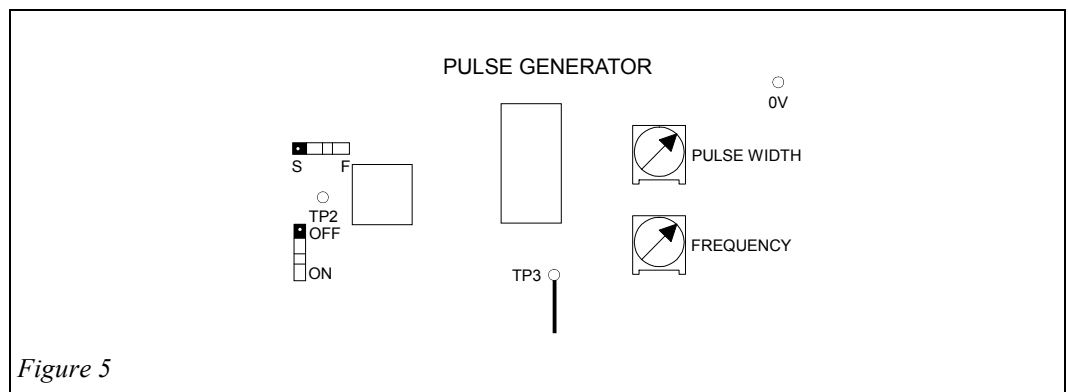 PULSE GENERATOR
0V
PULSE WIDTH
S F
TP2
OFF
ON
FREQUENCY
TP3
Figure 5